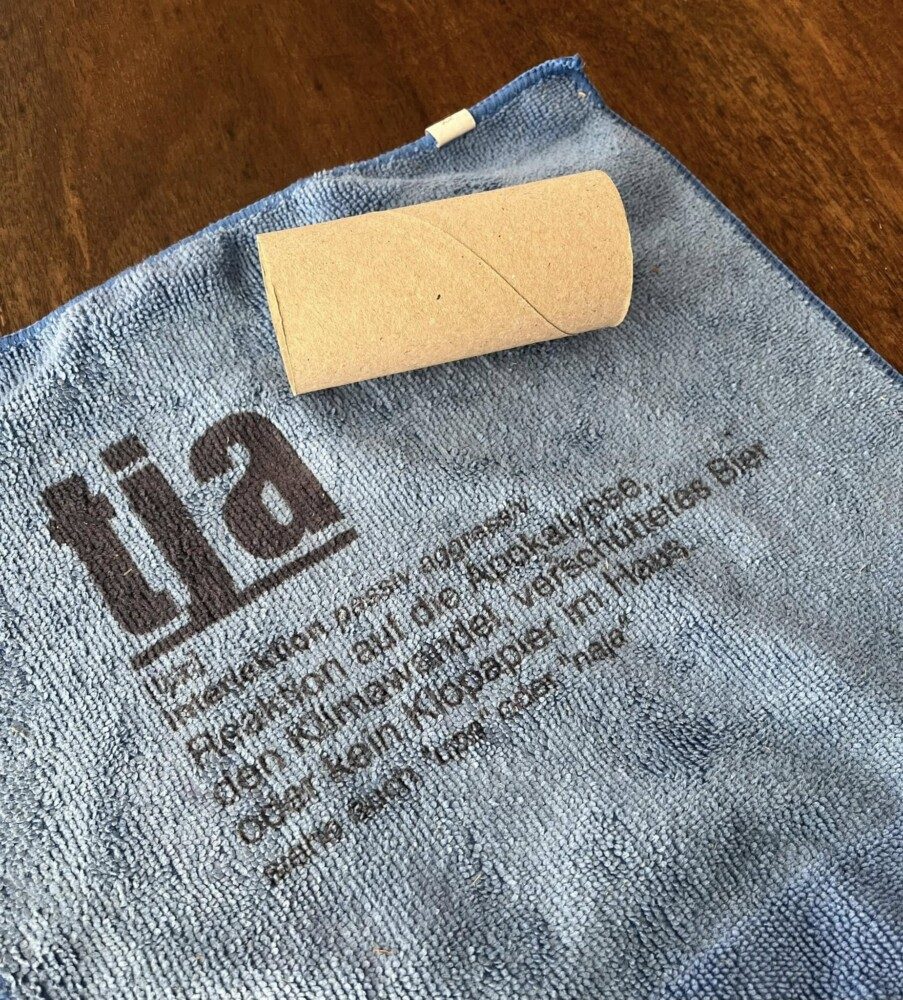 tja
[tja]
Interjektion passiv aggressiv
Reaktion auf die Apokalypse,
den Klimawandel, verschüttetes Bier
oder kein Klopapier im Haus.
siehe auch "tjoa" oder "naja"